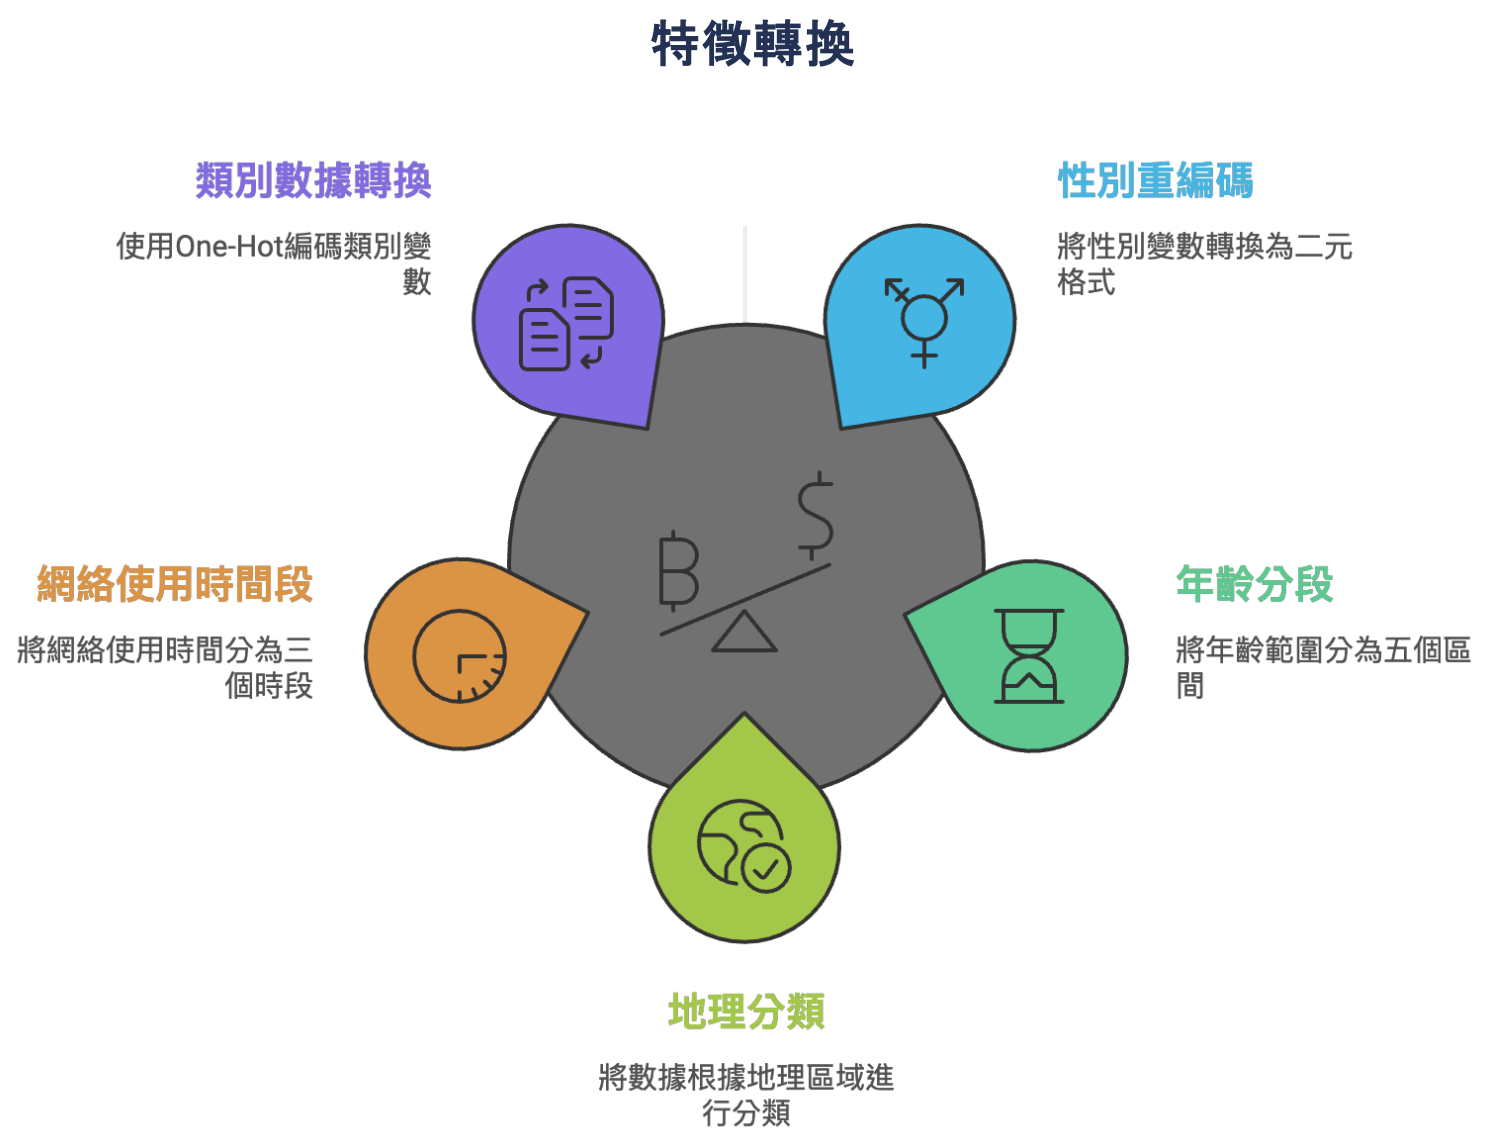 特徵轉換
類別數據轉換
使用One-Hot編碼類別變
數
性別重編碼
將性別變數轉換為二元
格式
網絡使用時間段
將網絡使用時間分為三
個時段
年齡分段
將年齡範圍分為五個區
間
地理分類
將數據根據地理區域進
行分類